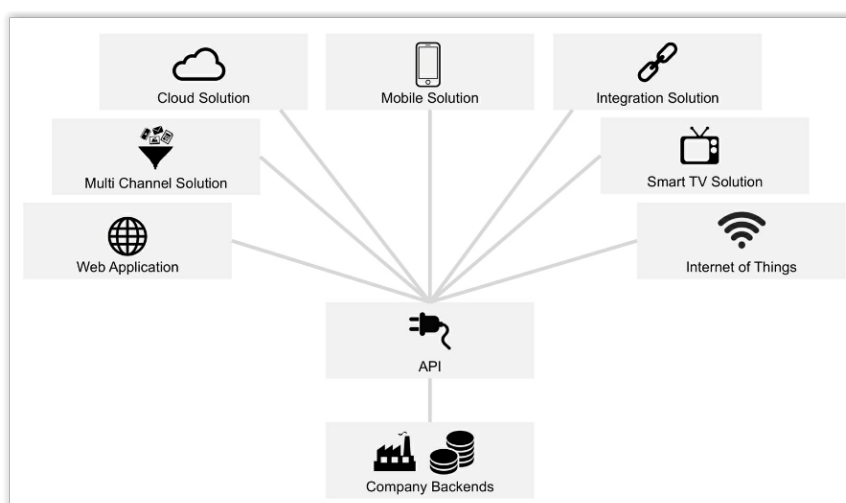 Cloud Solution
Mobile Solution
Integration Solution
Multi Channel Solution
Smart TV Solution
Web Application
Internet of Things
API
Company Backends